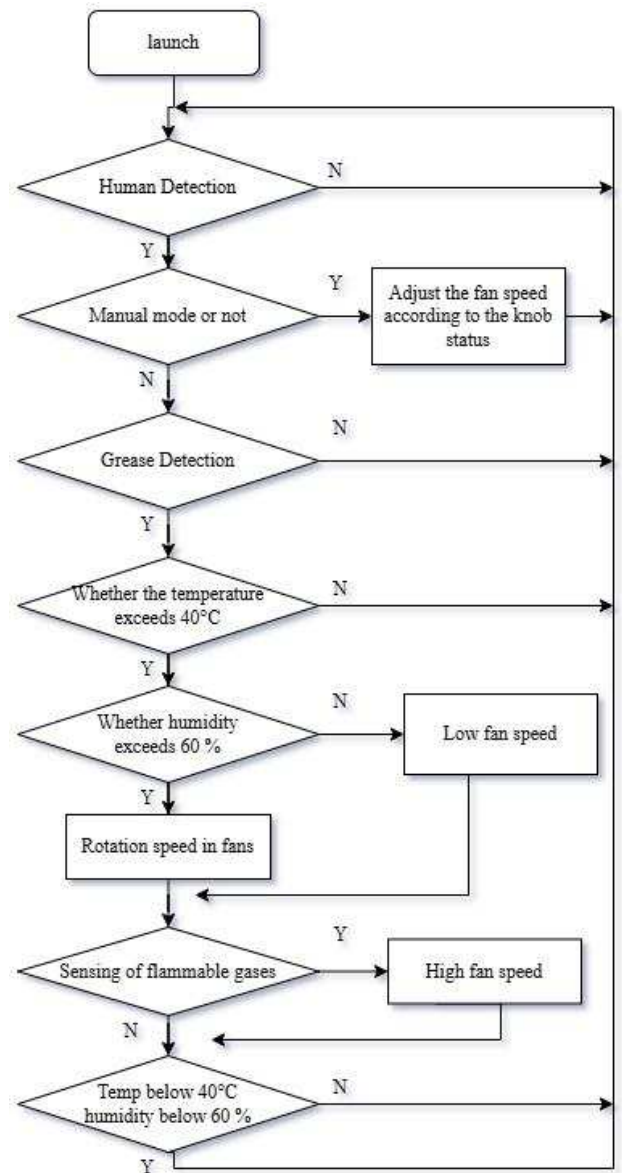 launch
Human Detection
N
Y
Manual mode or not
Y
Adjust the fan speed
according to the knob
status
N
Grease Detection
N
Y
Whether the temperature
exceeds 40°C
N
Y
Whether humidity
exceeds 60 %
N
Low fan speed
Y
Rotation speed in fans
Sensing of flammable gases
Y
High fan speed
N
Temp below 40°C
humidity below 60 %
N
Y